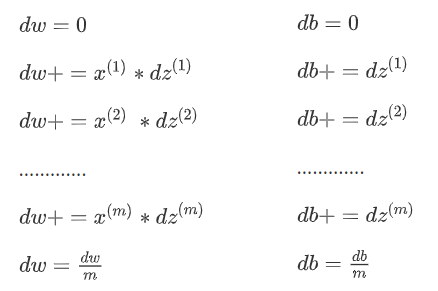 dw = 0    db = 0
dw+ = x^(1) * dz^(1)    db+ = dz^(1)
dw+ = x^(2) * dz^(2)    db+ = dz^(2)
.............    .............
dw+ = x^(m) * dz^(m)    db+ = dz^(m)
dw = dw/m    db = db/m